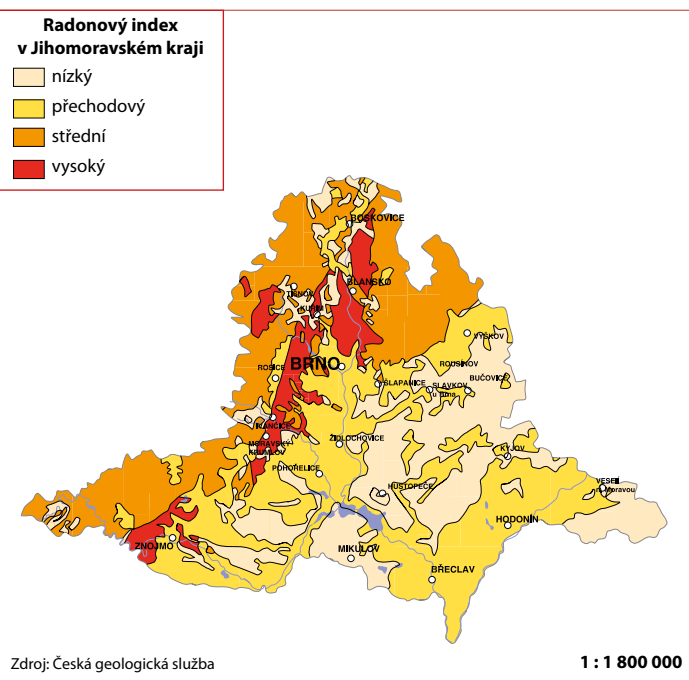 Radonový index
v Jihomoravském kraji
nízký
přechodový
střední
vysoký
BOSKOVICE
BLANSKO
TIŠNOV
KUŘIM
VYŠKOV
BRNO
ROSICE
ROUSÍNOV
BUČOVICE
ŠLAPANICE
SLAVKOV
u Brna
IVANČICE
MORAVSKÝ
KRUMLOV
ŽIDLOCHOVICE
KYJOV
POHOŘELICE
HUSTOPEČE
VESELÍ
n. Moravou
HODONÍN
ZNOJMO
MIKULOV
BŘECLAV
Zdroj: Česká geologická služba
1 : 1 800 000